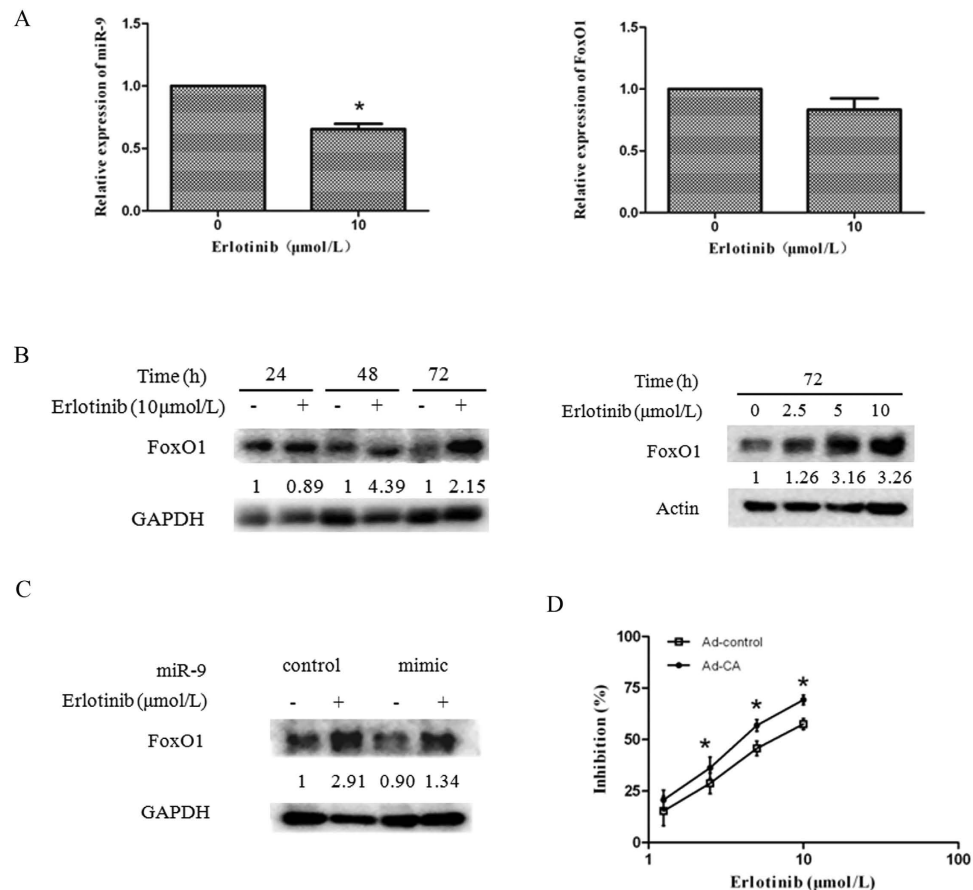 A
Relative expression of miR-9
1.0
0.5
0.0
*
0
10
Erlotinib (μmol/L)
Relative expression of FoxO1
1.0
0.5
0.0
0
10
Erlotinib (μmol/L)
B
Time (h) 24 48 72
Erlotinib (10μmol/L) - + - + - +
FoxO1
1 0.89 1 4.39 1 2.15
GAPDH
Time (h) 72
Erlotinib (μmol/L) 0 2.5 5 10
FoxO1
1 1.26 3.16 3.26
Actin
C
miR-9 control mimic
Erlotinib (μmol/L) - + - +
FoxO1
1 2.91 0.90 1.34
GAPDH
D
Inhibition (%)
100
75
50
25
0
Ad-control
Ad-CA
* * *
1 10 100
Erlotinib (μmol/L)